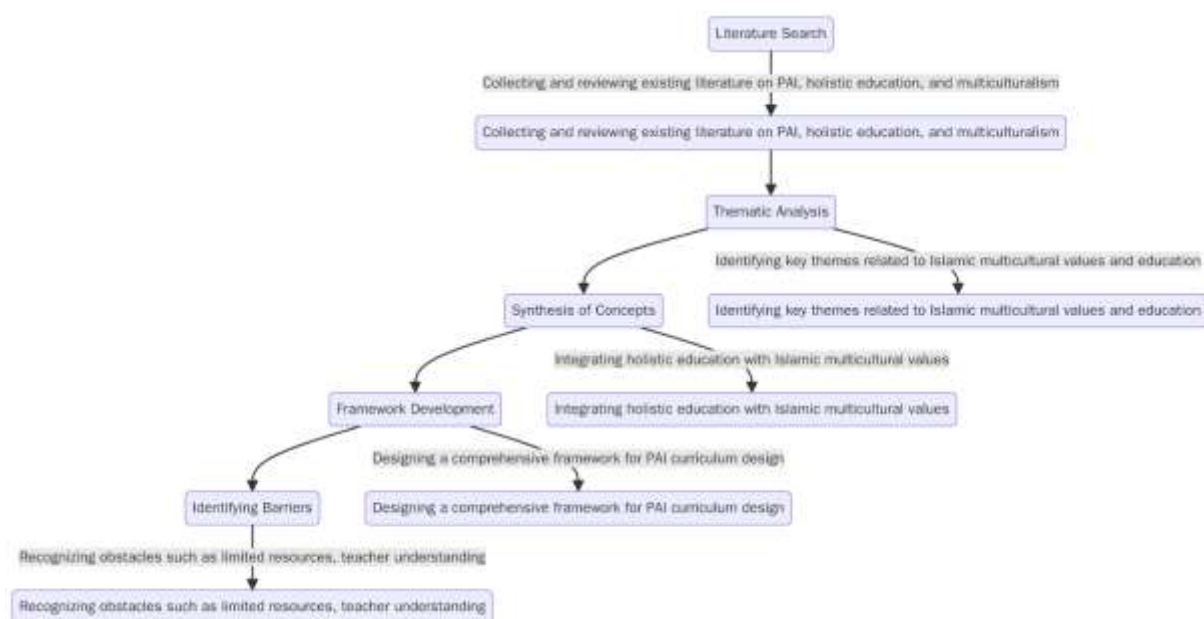 Literature Search
Collecting and reviewing existing literature on PAI, holistic education, and multiculturalism
Collecting and reviewing existing literature on PAI, holistic education, and multiculturalism
Thematic Analysis
Identifying key themes related to Islamic multicultural values and education
Synthesis of Concepts
Identifying key themes related to Islamic multicultural values and education
Integrating holistic education with Islamic multicultural values
Framework Development
Integrating holistic education with Islamic multicultural values
Designing a comprehensive framework for PAI curriculum design
Identifying Barriers
Designing a comprehensive framework for PAI curriculum design
Recognizing obstacles such as limited resources, teacher understanding
Recognizing obstacles such as limited resources, teacher understanding